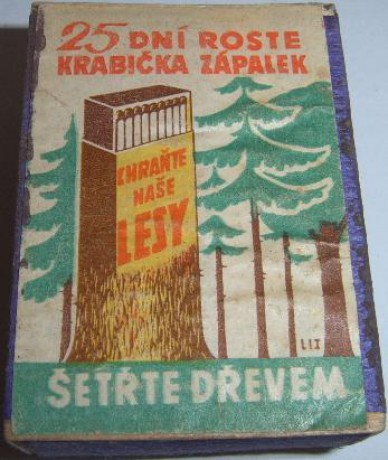 25 DNÍ ROSTE
KRABIČKA ZÁPALEK
CHRAŇTE
NAŠE
LESY
LIT
ŠETŘTE DŘEVEM